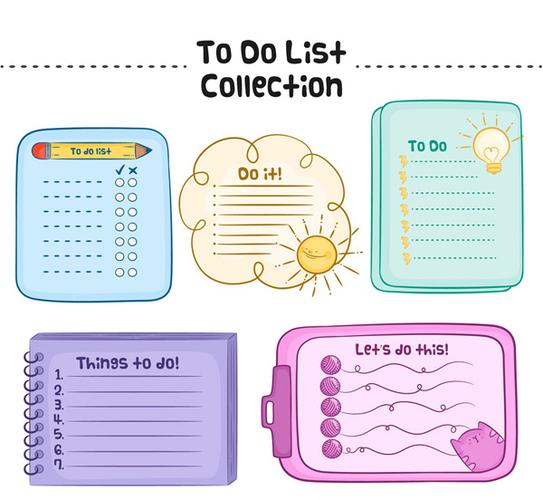 To Do List
Collection
To do list
Do it!
To Do
Things to do!
1.
2.
3.
4.
5.
6.
7.
Let's do this!